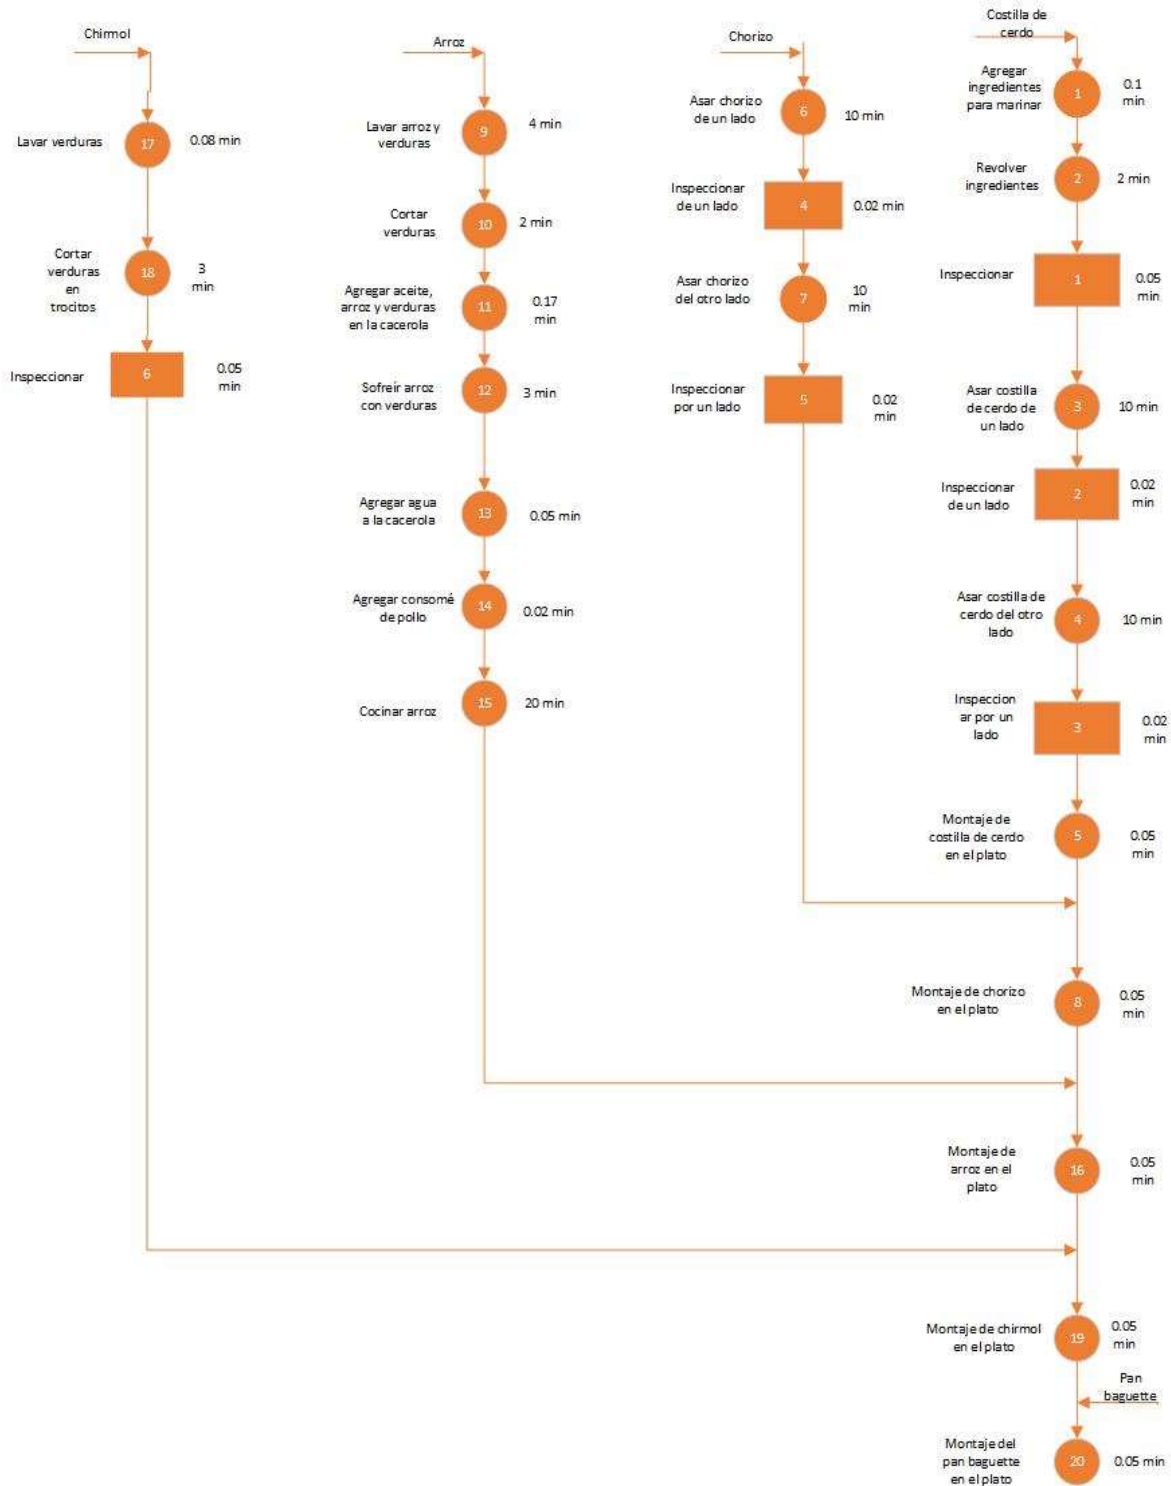 Chirmol
Lavar verduras
17
0.08 min
Cortar
verduras
en
trocitos
18
3
min
Inspeccionar
6
0.05
min
Arroz
Lavar arroz y
verduras
9
4 min
Cortar
verduras
10
2 min
Agregar aceite,
arroz y verduras
en la cacerola
11
0.17
min
Sofreír arroz
con verduras
12
3 min
Agregar agua
a la cacerola
13
0.05 min
Agregar consomé
de pollo
14
0.02 min
Cocinar arroz
15
20 min
Chorizo
Asar chorizo
de un lado
6
10 min
Inspeccionar
de un lado
4
0.02 min
Asar chorizo
del otro lado
7
10
min
Inspeccionar
por un lado
5
0.02
min
Costilla de
cerdo
Agregar
ingredientes
para marinar
1
0.1
min
Revolver
ingredientes
2
2 min
Inspeccionar
1
0.05
min
Asar costilla
de cerdo de
un lado
3
10 min
Inspeccionar
de un lado
2
0.02
min
Asar costilla de
cerdo del otro
lado
4
10 min
Inspeccion
ar por un
lado
3
0.02
min
Montaje de
costilla de cerdo
en el plato
5
0.05
min
Montaje de chorizo
en el plato
8
0.05
min
Montaje de
arroz en el
plato
16
0.05
min
Montaje de chirmol
en el plato
19
0.05
min
Pan
baguette
Montaje del
pan baguette
en el plato
20
0.05 min